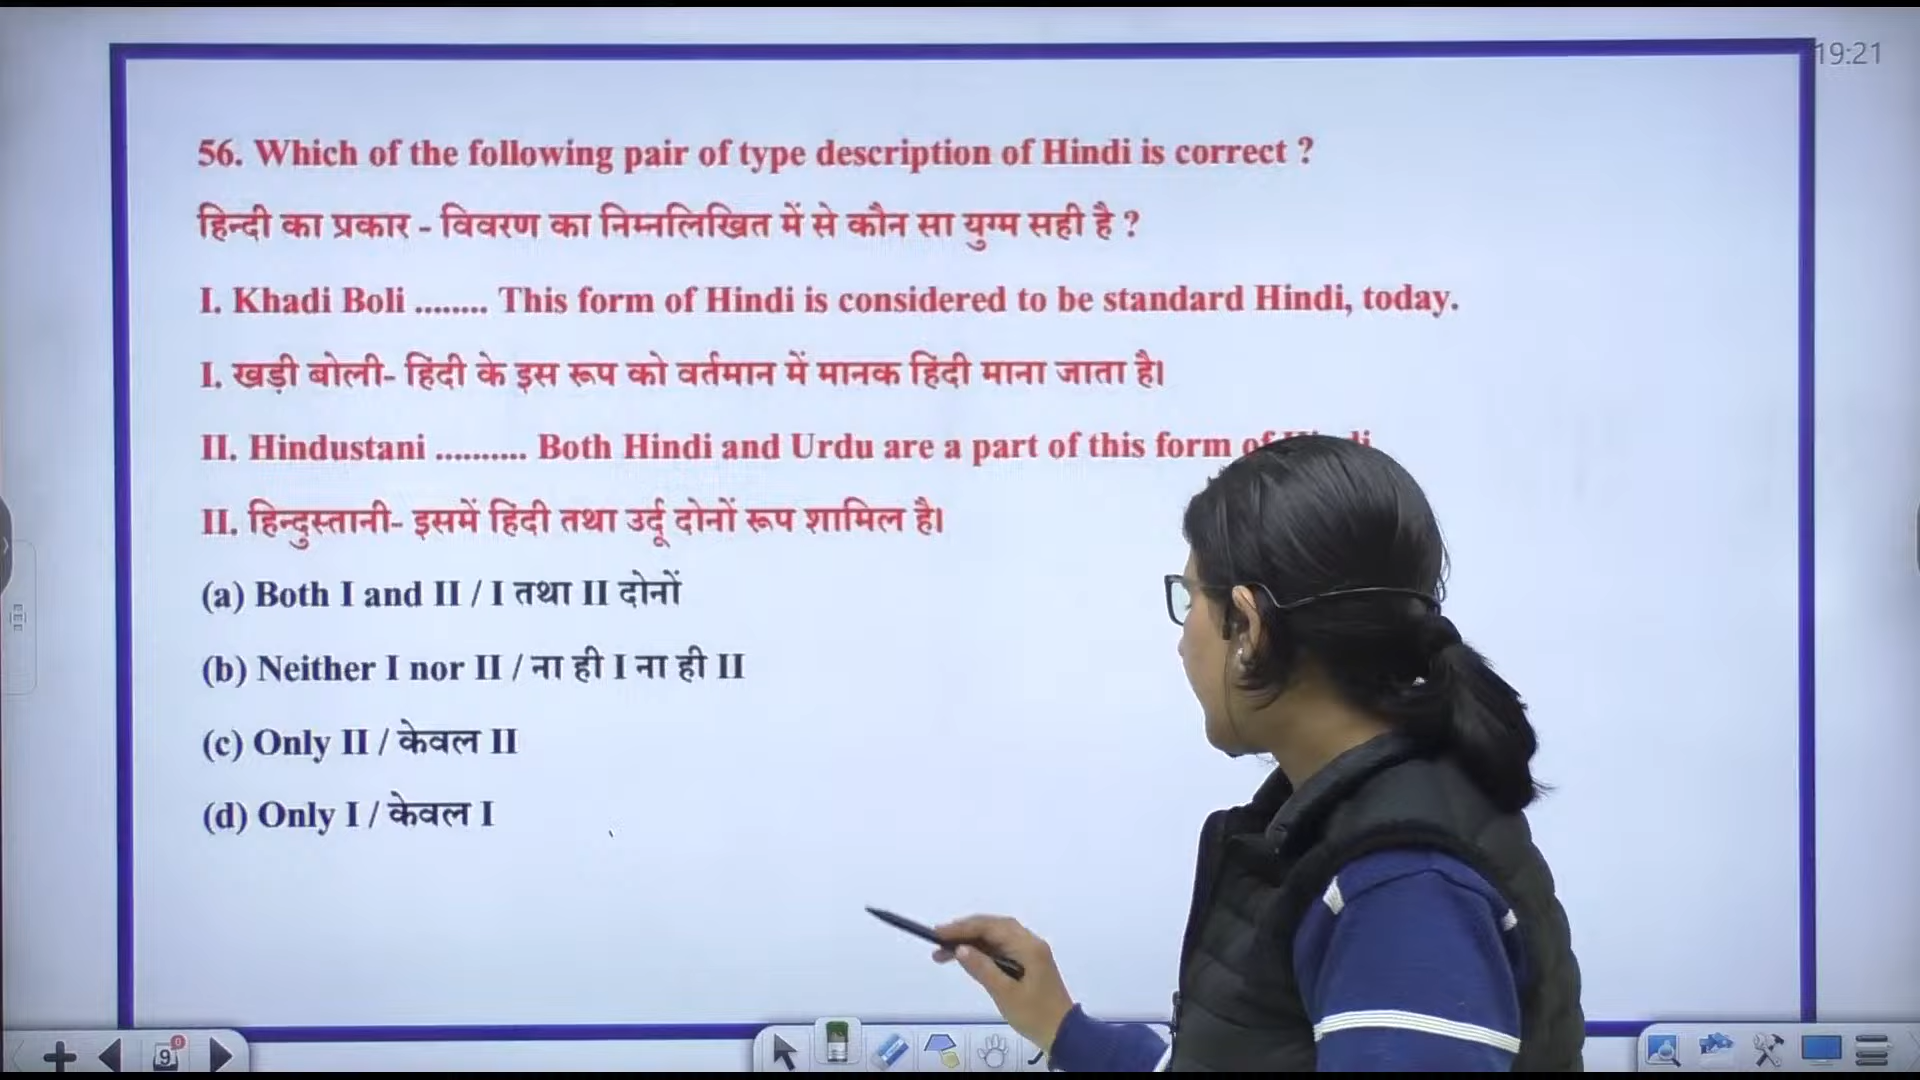 19:21
56. Which of the following pair of type description of Hindi is correct ?
हिन्दी का प्रकार - विवरण का निम्नलिखित में से कौन सा युग्म सही है ?
I. Khadi Boli ........ This form of Hindi is considered to be standard Hindi, today.
I. खड़ी बोली- हिंदी के इस रूप को वर्तमान में मानक हिंदी माना जाता है।
II. Hindustani .......... Both Hindi and Urdu are a part of this form of
II. हिन्दुस्तानी- इसमें हिंदी तथा उर्दू दोनों रूप शामिल है।
(a) Both I and II / I तथा II दोनों
(b) Neither I nor II / ना ही I ना ही II
(c) Only II / केवल II
(d) Only I / केवल I
9 0